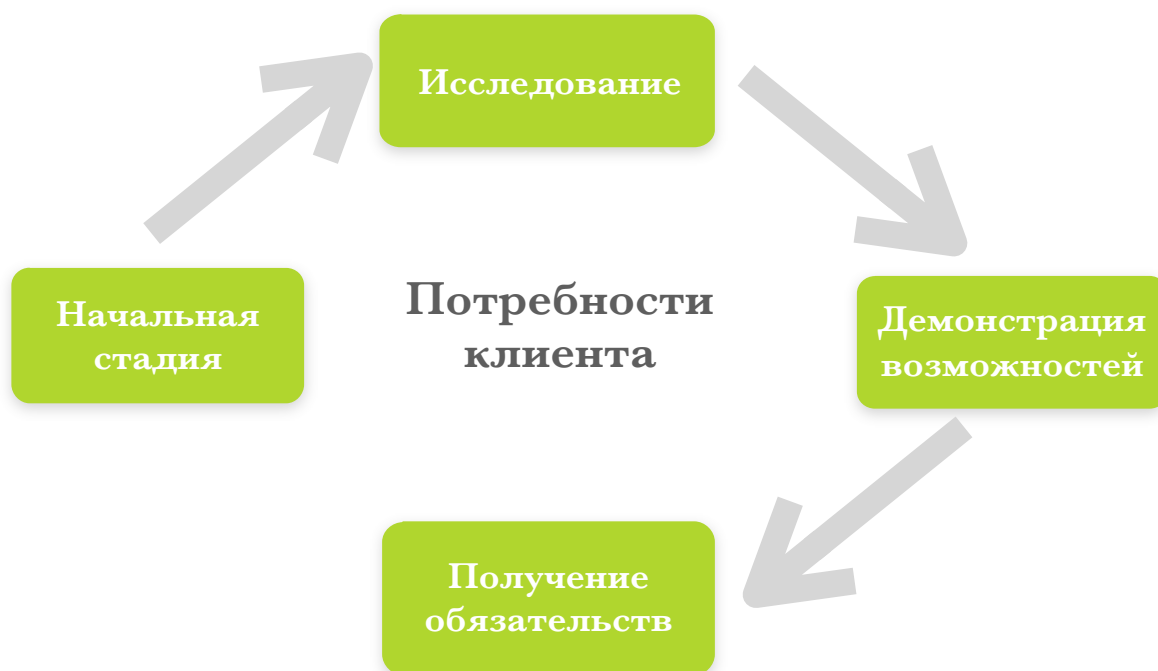 Исследование
Начальная
стадия
Потребности
клиента
Демонстрация
возможностей
Получение
обязательств